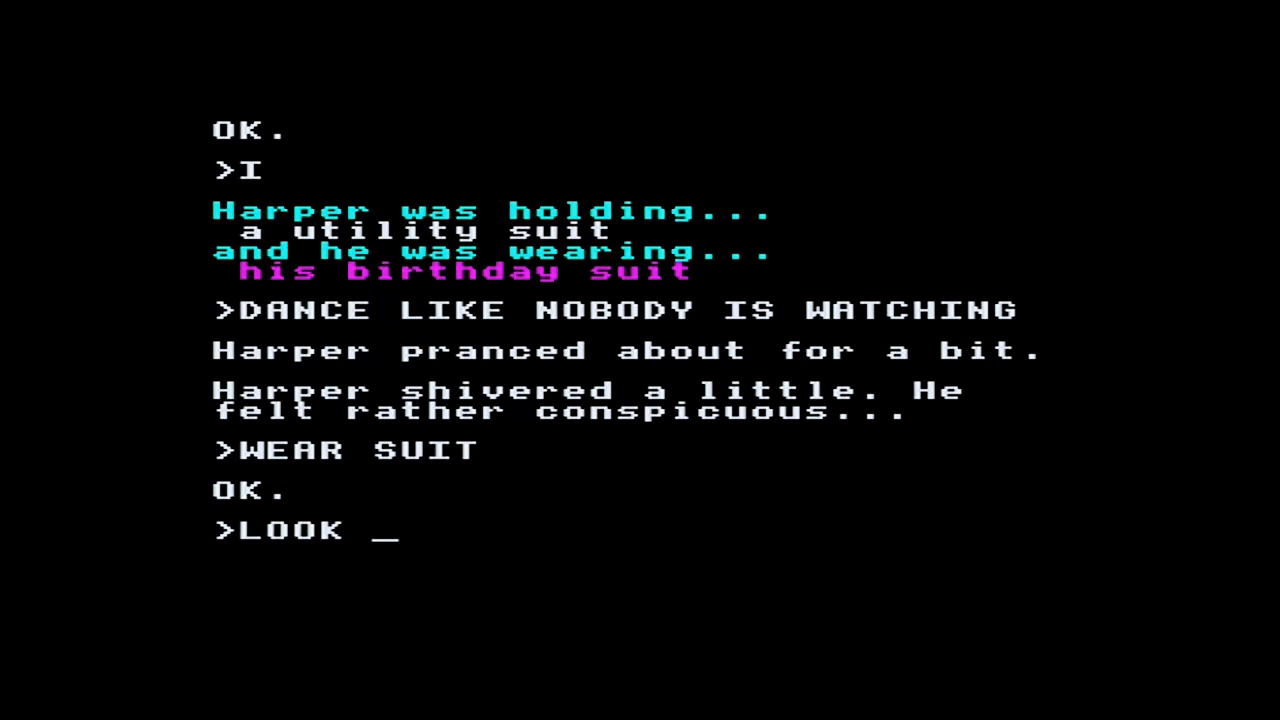 OK.
>I
Harper was holding...
a utility suit
and he was wearing...
his birthday suit
>DANCE LIKE NOBODY IS WATCHING
Harper pranced about for a bit.
Harper shivered a little. He
felt rather conspicuous...
>WEAR SUIT
OK.
>LOOK _